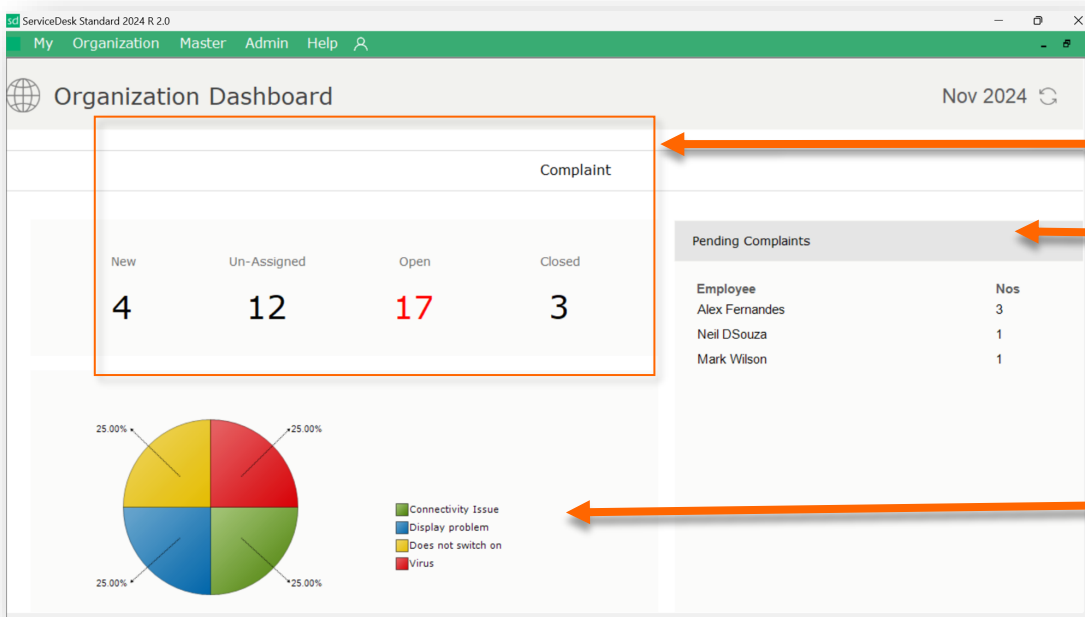 sd ServiceDesk Standard 2024 R 2.0
My Organization Master Admin Help
Organization Dashboard
Nov 2024
Complaint
New Un-Assigned Open Closed
4 12 17 3
Pending Complaints
Employee Nos
Alex Fernandes 3
Neil DSouza 1
Mark Wilson 1
25.00% 25.00%
25.00% 25.00%
Connectivity Issue
Display problem
Does not switch on
Virus